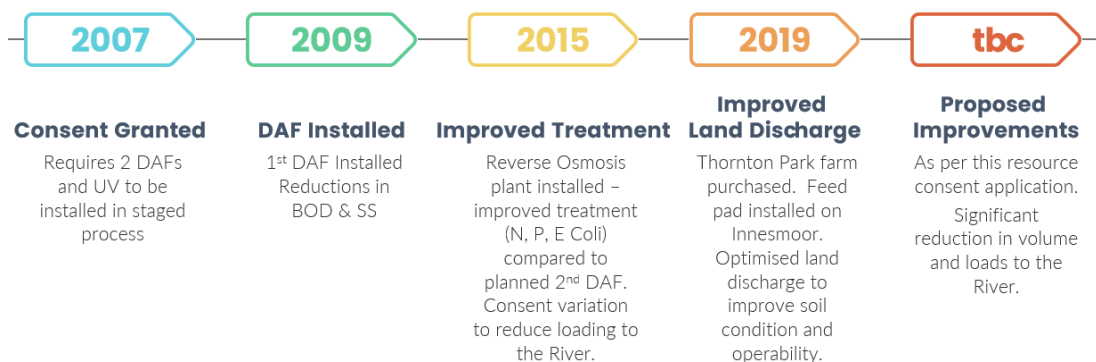 2007
2009
2015
2019
tbc
Consent Granted
Requires 2 DAFs
and UV to be
installed in staged
process
DAF Installed
1st DAF Installed
Reductions in
BOD & SS
Improved Treatment
Reverse Osmosis
plant installed –
improved treatment
(N, P, E Coli)
compared to
planned 2nd DAF.
Consent variation
to reduce loading to
the River.
Improved
Land Discharge
Thornton Park farm
purchased. Feed
pad installed on
Innesmoor.
Optimised land
discharge to
improve soil
condition and
operability.
Proposed
Improvements
As per this resource
consent application.
Significant
reduction in volume
and loads to the
River.